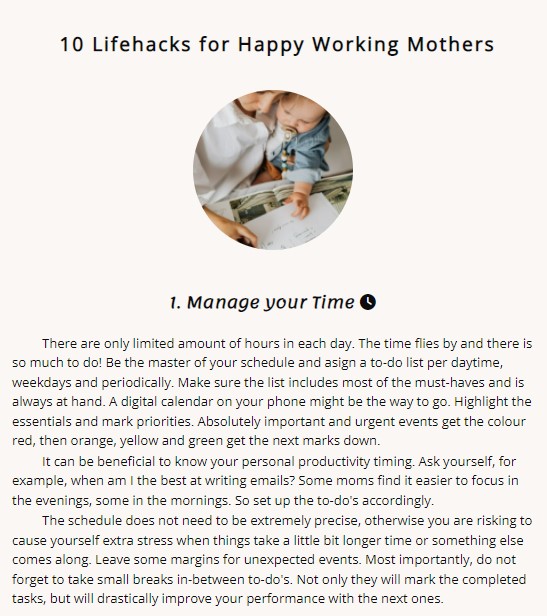 10 Lifehacks for Happy Working Mothers
1. Manage your Time
There are only limited amount of hours in each day. The time flies by and there is
so much to do! Be the master of your schedule and asign a to-do list per daytime,
weekdays and periodically. Make sure the list includes most of the must-haves and is
always at hand. A digital calendar on your phone might be the way to go. Highlight the
essentials and mark priorities. Absolutely important and urgent events get the colour
red, then orange, yellow and green get the next marks down.
It can be beneficial to know your personal productivity timing. Ask yourself, for
example, when am I the best at writing emails? Some moms find it easier to focus in
the evenings, some in the mornings. So set up the to-do's accordingly.
The schedule does not need to be extremely precise, otherwise you are risking to
cause yourself extra stress when things take a little bit longer time or something else
comes along. Leave some margins for unexpected events. Most importantly, do not
forget to take small breaks in-between to-do's. Not only they will mark the completed
tasks, but will drastically improve your performance with the next ones.